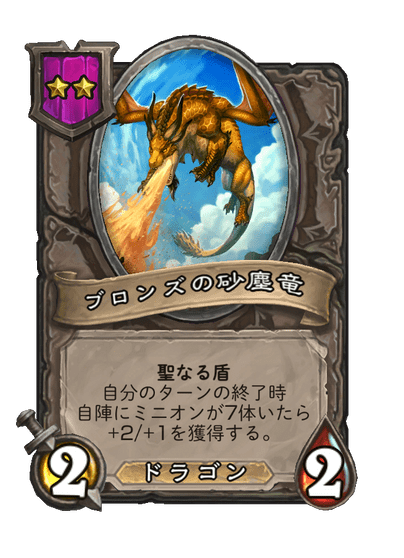 ブロンズの砂塵竜
聖なる盾
自分のターンの終了時
自陣にミニオンが7体いたら
+2/+1を獲得する。
2
ドラゴン
2